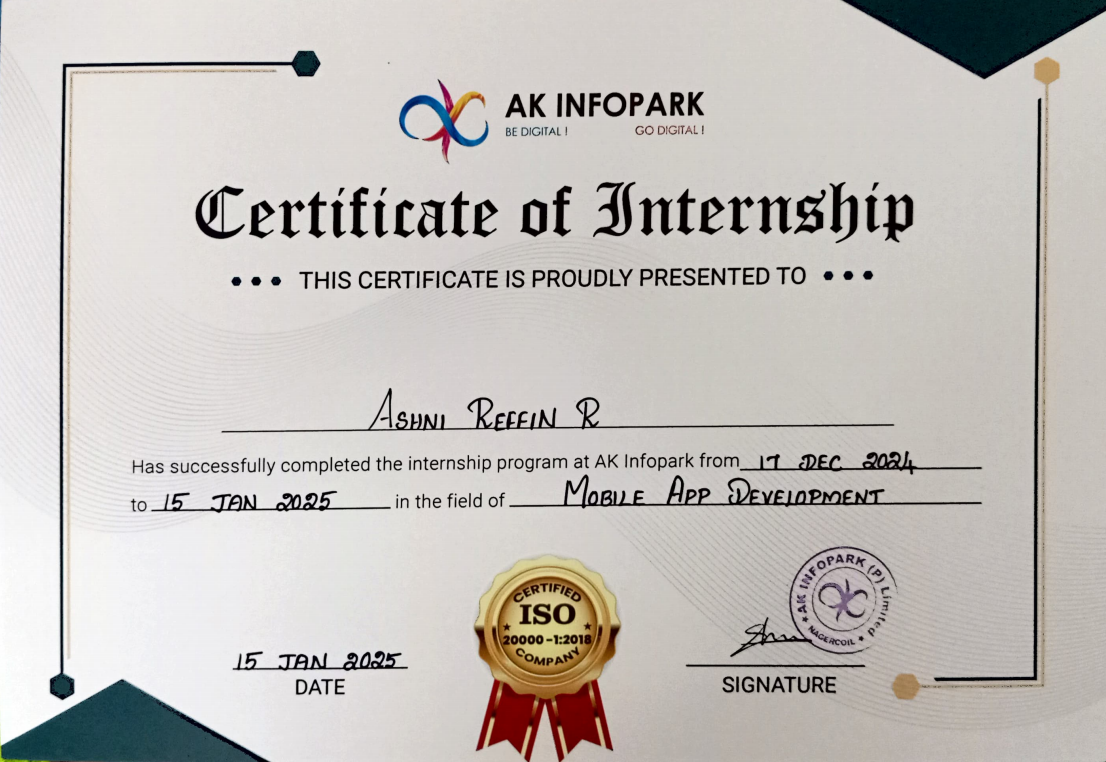 AK INFOPARK
BE DIGITAL ! GO DIGITAL !
Certificate of Internship
THIS CERTIFICATE IS PROUDLY PRESENTED TO
ASHNI REFFIN R
Has successfully completed the internship program at AK Infopark from 17 DEC 2024
to 15 JAN 2025 in the field of MOBILE APP DEVELOPMENT
CERTIFIED
ISO
20000-1:2018
COMPANY
AK INFOPARK (P) Limited
NAGERCOIL
15 JAN 2025
DATE
SIGNATURE